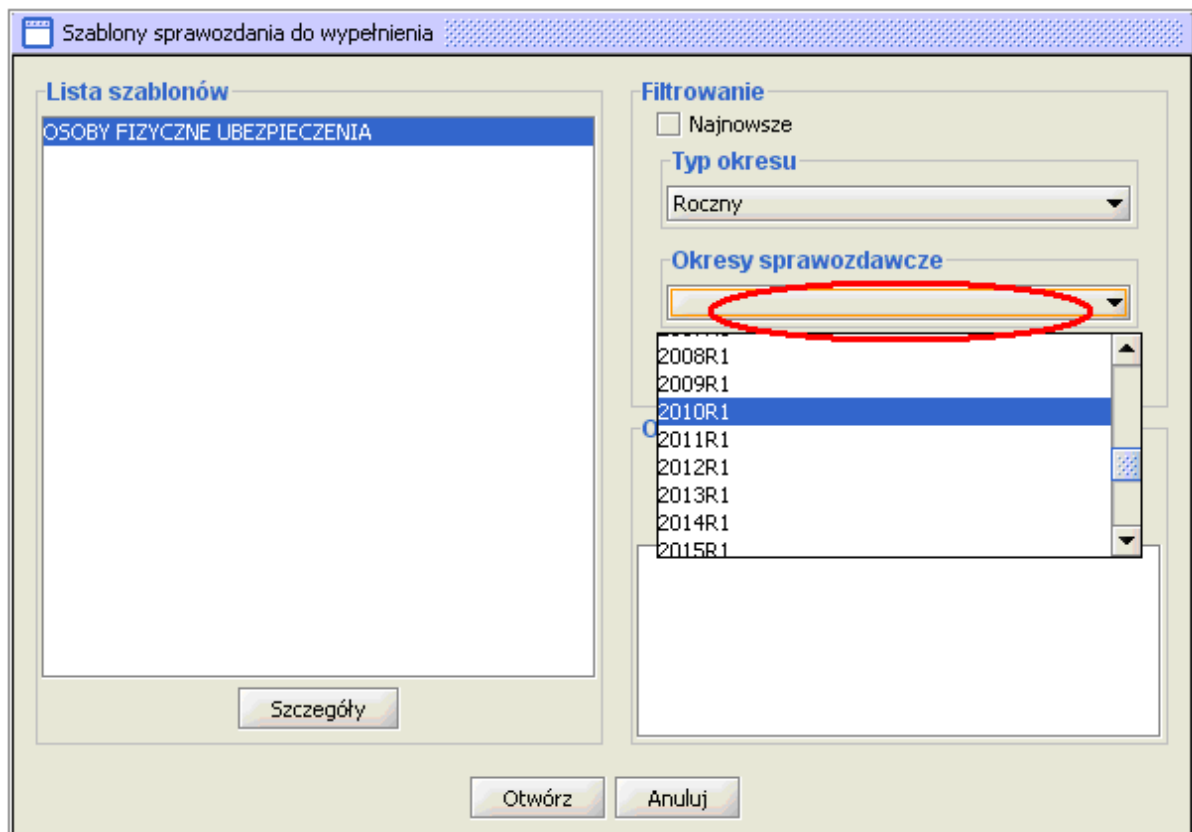 Szablony sprawozdania do wypełnienia
Lista szablonów
OSOBY FIZYCZNE UBEZPIECZENIA
Szczegóły
Filtrowanie
Najnowsze
Typ okresu
Roczny
Okresy sprawozdawcze
2008R1
2009R1
2010R1
2011R1
2012R1
2013R1
2014R1
2015R1
Otwórz
Anuluj